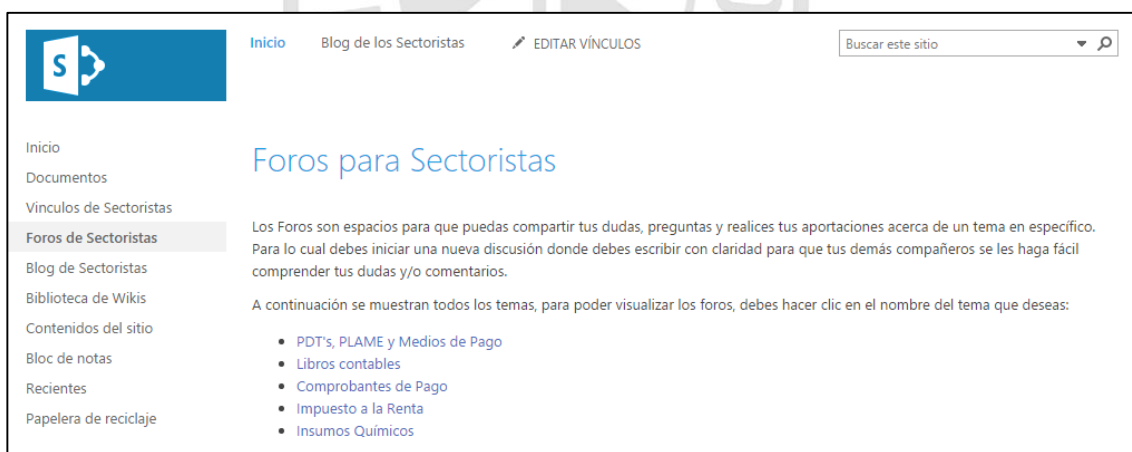 S
Inicio Blog de los Sectoristas EDITAR VÍNCULOS Buscar este sitio
Inicio
Documentos
Vinculos de Sectoristas
Foros de Sectoristas
Blog de Sectoristas
Biblioteca de Wikis
Contenidos del sitio
Bloc de notas
Recientes
Papelera de reciclaje
Foros para Sectoristas
Los Foros son espacios para que puedas compartir tus dudas, preguntas y realices tus aportaciones acerca de un tema en específico.
Para lo cual debes iniciar una nueva discusión donde debes escribir con claridad para que tus demás compañeros se les haga fácil
comprender tus dudas y/o comentarios.
A continuación se muestran todos los temas, para poder visualizar los foros, debes hacer clic en el nombre del tema que deseas:
PDT's, PLAME y Medios de Pago
Libros contables
Comprobantes de Pago
Impuesto a la Renta
Insumos Químicos